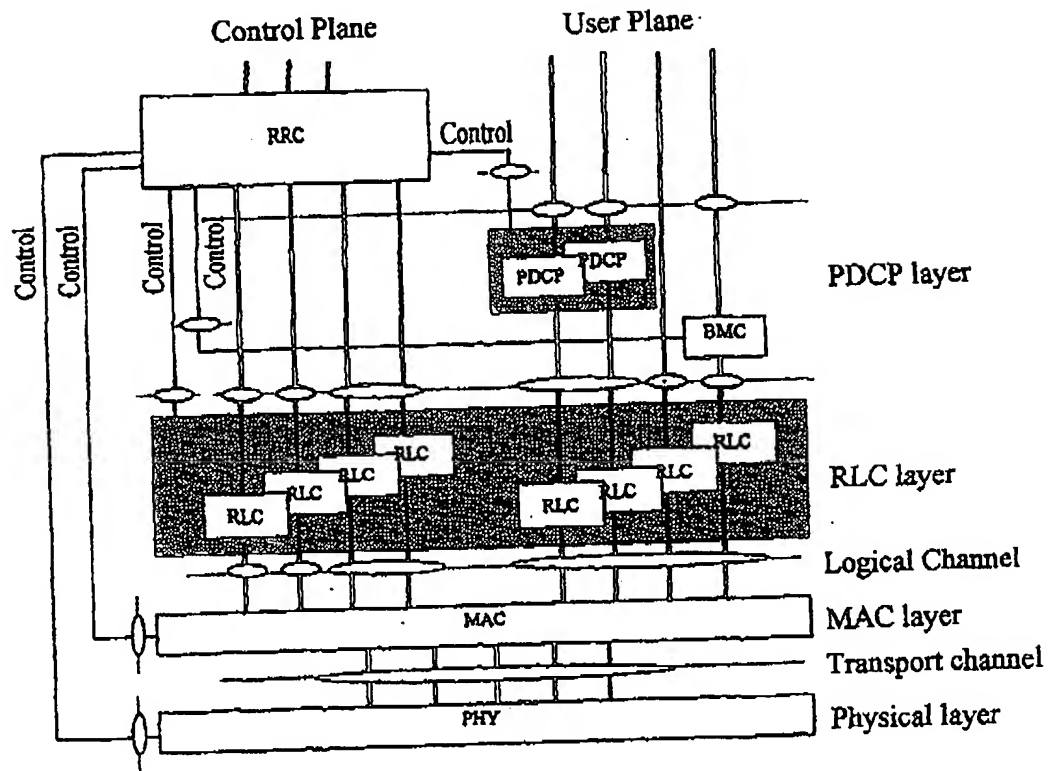 Control Plane
User Plane
RRC
Control
Control
Control
Control
Control
PDCP
PDCP
PDCP layer
BMC
RLC
RLC
RLC
RLC
RLC
RLC
RLC
RLC
RLC layer
Logical Channel
MAC
MAC layer
Transport channel
PHY
Physical layer